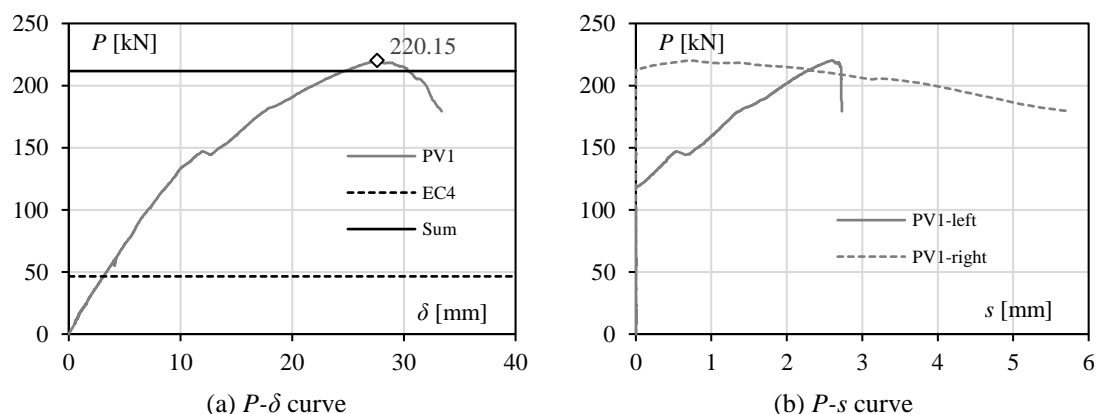 250
200
150
100
50
0
P [kN]
220.15
PV1
EC4
Sum
δ [mm]
0 10 20 30 40
(a) P-δ curve
250
200
150
100
50
0
P [kN]
PV1-left
PV1-right
s [mm]
0 1 2 3 4 5 6
(b) P-s curve